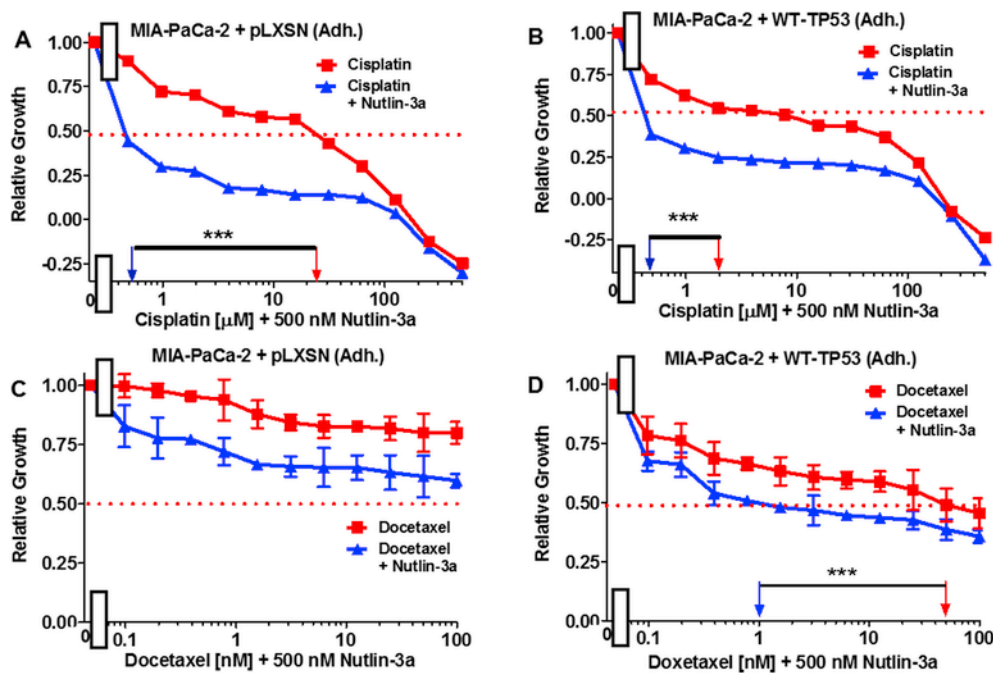 A
MIA-PaCa-2 + pLXSN (Adh.)
Cisplatin
Cisplatin
+ Nutlin-3a
Relative Growth
1.00
0.75
0.50
0.25
0.00
-0.25
***
0 1 10 100
Cisplatin [μM] + 500 nM Nutlin-3a
B
MIA-PaCa-2 + WT-TP53 (Adh.)
Cisplatin
Cisplatin
+ Nutlin-3a
Relative Growth
1.00
0.75
0.50
0.25
0.00
-0.25
***
0 1 10 100
Cisplatin [μM] + 500 nM Nutlin-3a
C
MIA-PaCa-2 + pLXSN (Adh.)
Relative Growth
1.00
0.75
0.50
0.25
0.00
Docetaxel
Docetaxel
+ Nutlin-3a
0 0.1 1 10 100
Docetaxel [nM] + 500 nM Nutlin-3a
D
MIA-PaCa-2 + WT-TP53 (Adh.)
Docetaxel
Docetaxel
+ Nutlin-3a
Relative Growth
1.00
0.75
0.50
0.25
0.00
***
0 0.1 1 10 100
Doxetaxel [nM] + 500 nM Nutlin-3a